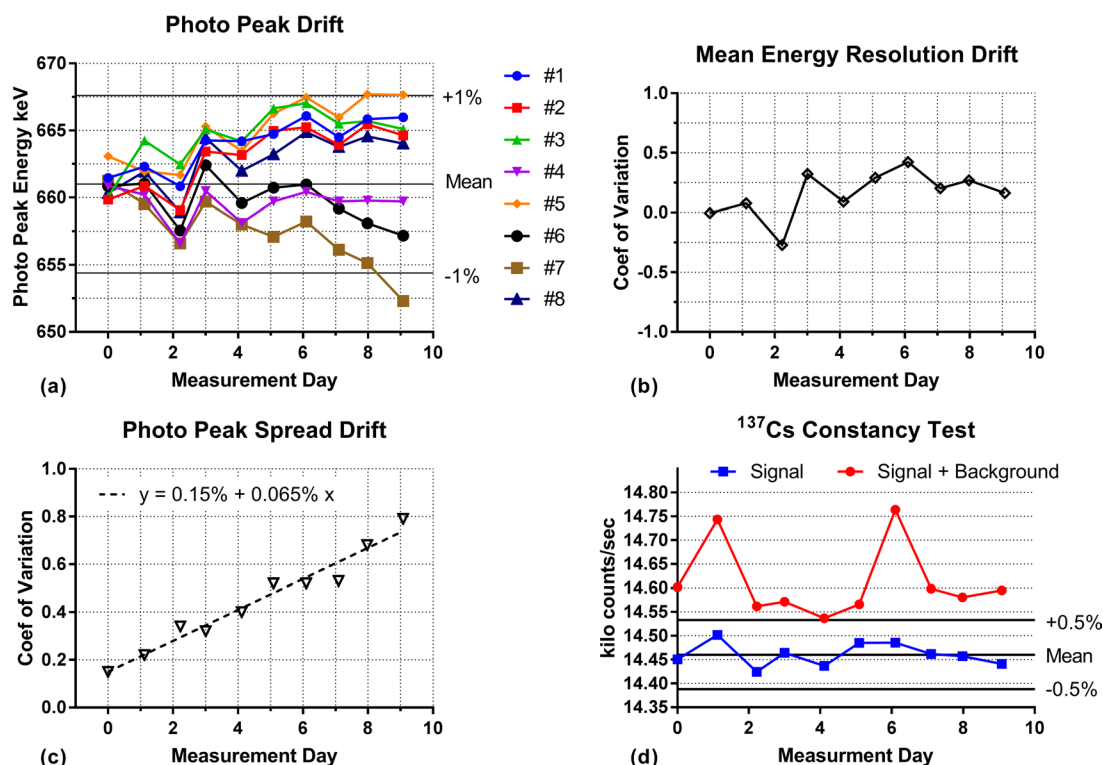 Photo Peak Drift
Photo Peak Energy keV
670
665
660
655
650
+1%
Mean
-1%
0
2
4
6
8
10
Measurement Day
(a)
#1
#2
#3
#4
#5
#6
#7
#8
Mean Energy Resolution Drift
Coef of Variation
1.0
0.5
0.0
-0.5
-1.0
0
2
4
6
8
10
Measurement Day
(b)
Photo Peak Spread Drift
Coef of Variation
1.0
0.8
0.6
0.4
0.2
0.0
y = 0.15% + 0.065% x
0
2
4
6
8
10
Measurement Day
(c)
137Cs Constancy Test
Signal
Signal + Background
kilo counts/sec
14.80
14.75
14.70
14.65
14.60
14.55
14.50
14.45
14.40
14.35
+0.5%
Mean
-0.5%
0
2
4
6
8
10
Measurment Day
(d)